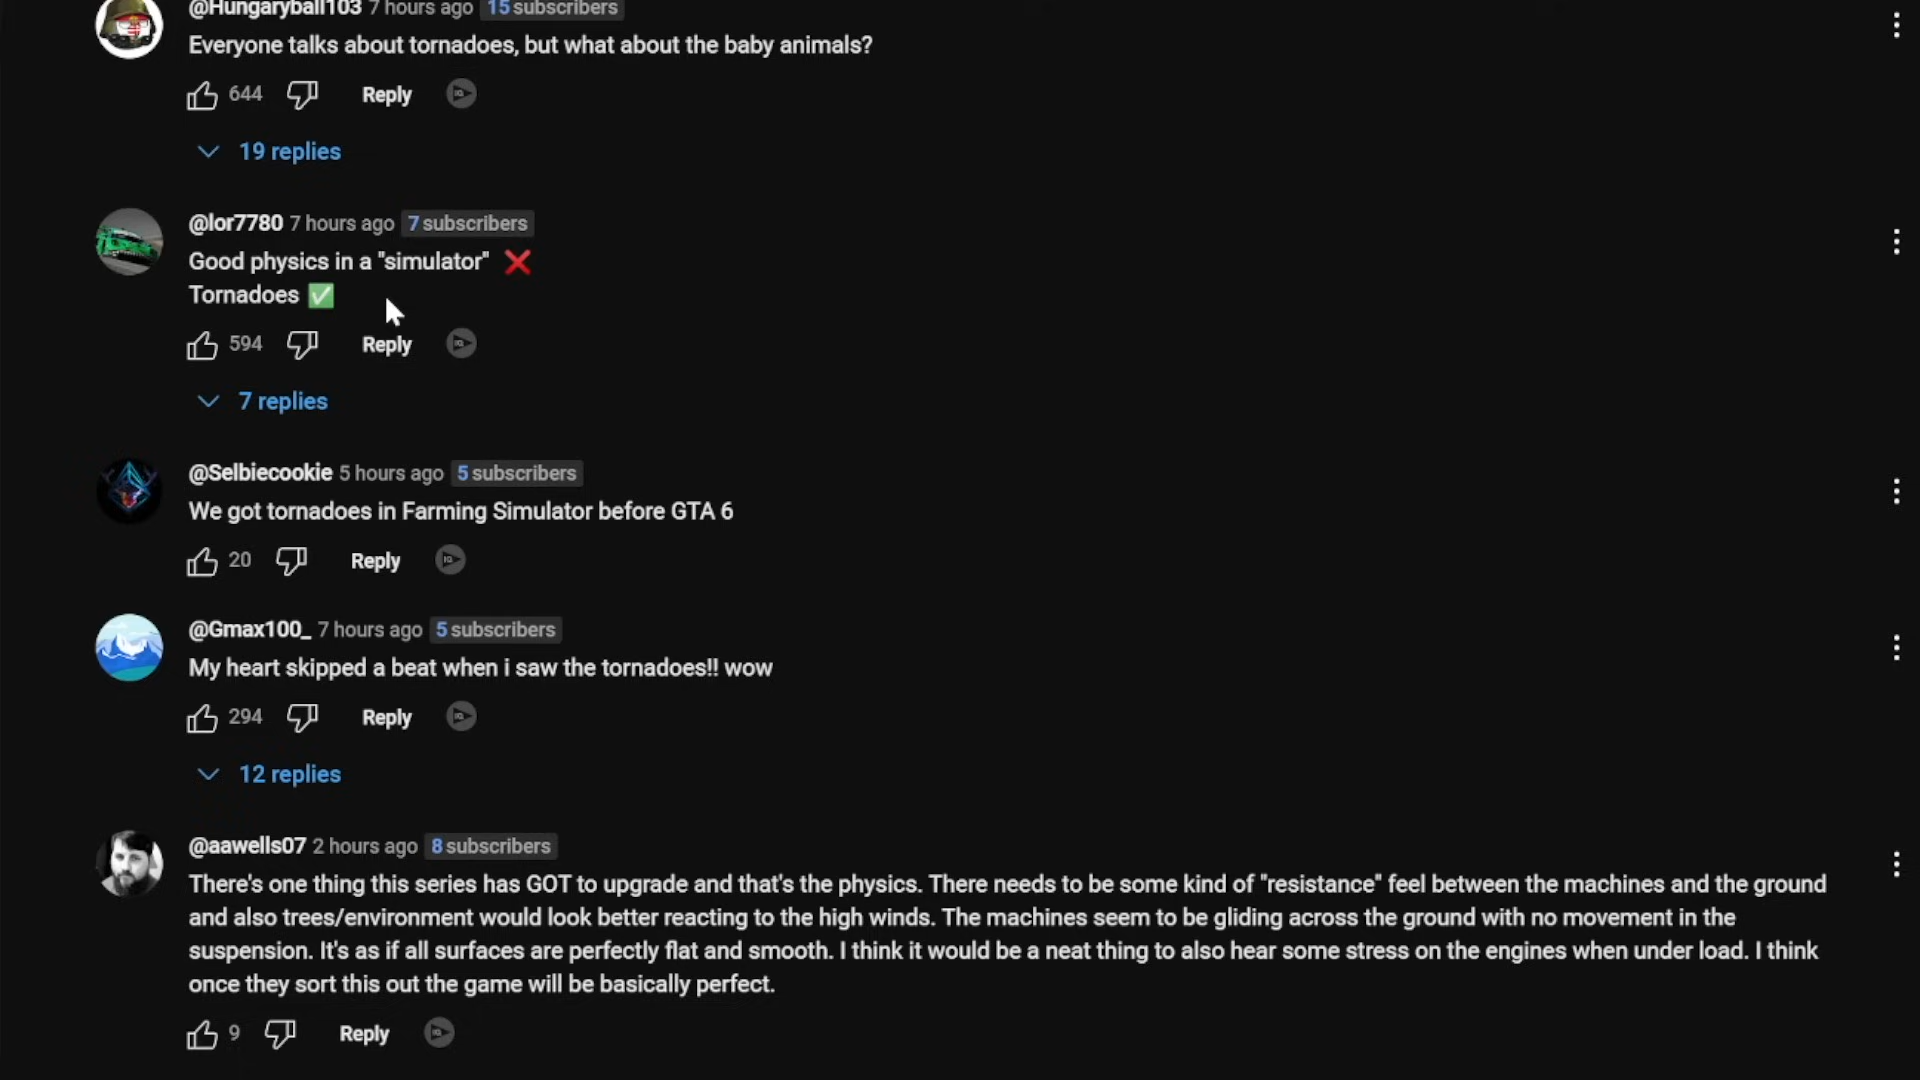 @Hungaryball103 7 hours ago 15 subscribers
Everyone talks about tornadoes, but what about the baby animals?
644 Reply
19 replies
@lor7780 7 hours ago 7 subscribers
Good physics in a "simulator" ❌
Tornadoes ✅
594 Reply
7 replies
@Selbiecookie 5 hours ago 5 subscribers
We got tornadoes in Farming Simulator before GTA 6
20 Reply
@Gmax100_ 7 hours ago 5 subscribers
My heart skipped a beat when i saw the tornadoes!! wow
294 Reply
12 replies
@aawells07 2 hours ago 8 subscribers
There's one thing this series has GOT to upgrade and that's the physics. There needs to be some kind of "resistance" feel between the machines and the ground
and also trees/environment would look better reacting to the high winds. The machines seem to be gliding across the ground with no movement in the
suspension. It's as if all surfaces are perfectly flat and smooth. I think it would be a neat thing to also hear some stress on the engines when under load. I think
once they sort this out the game will be basically perfect.
9 Reply